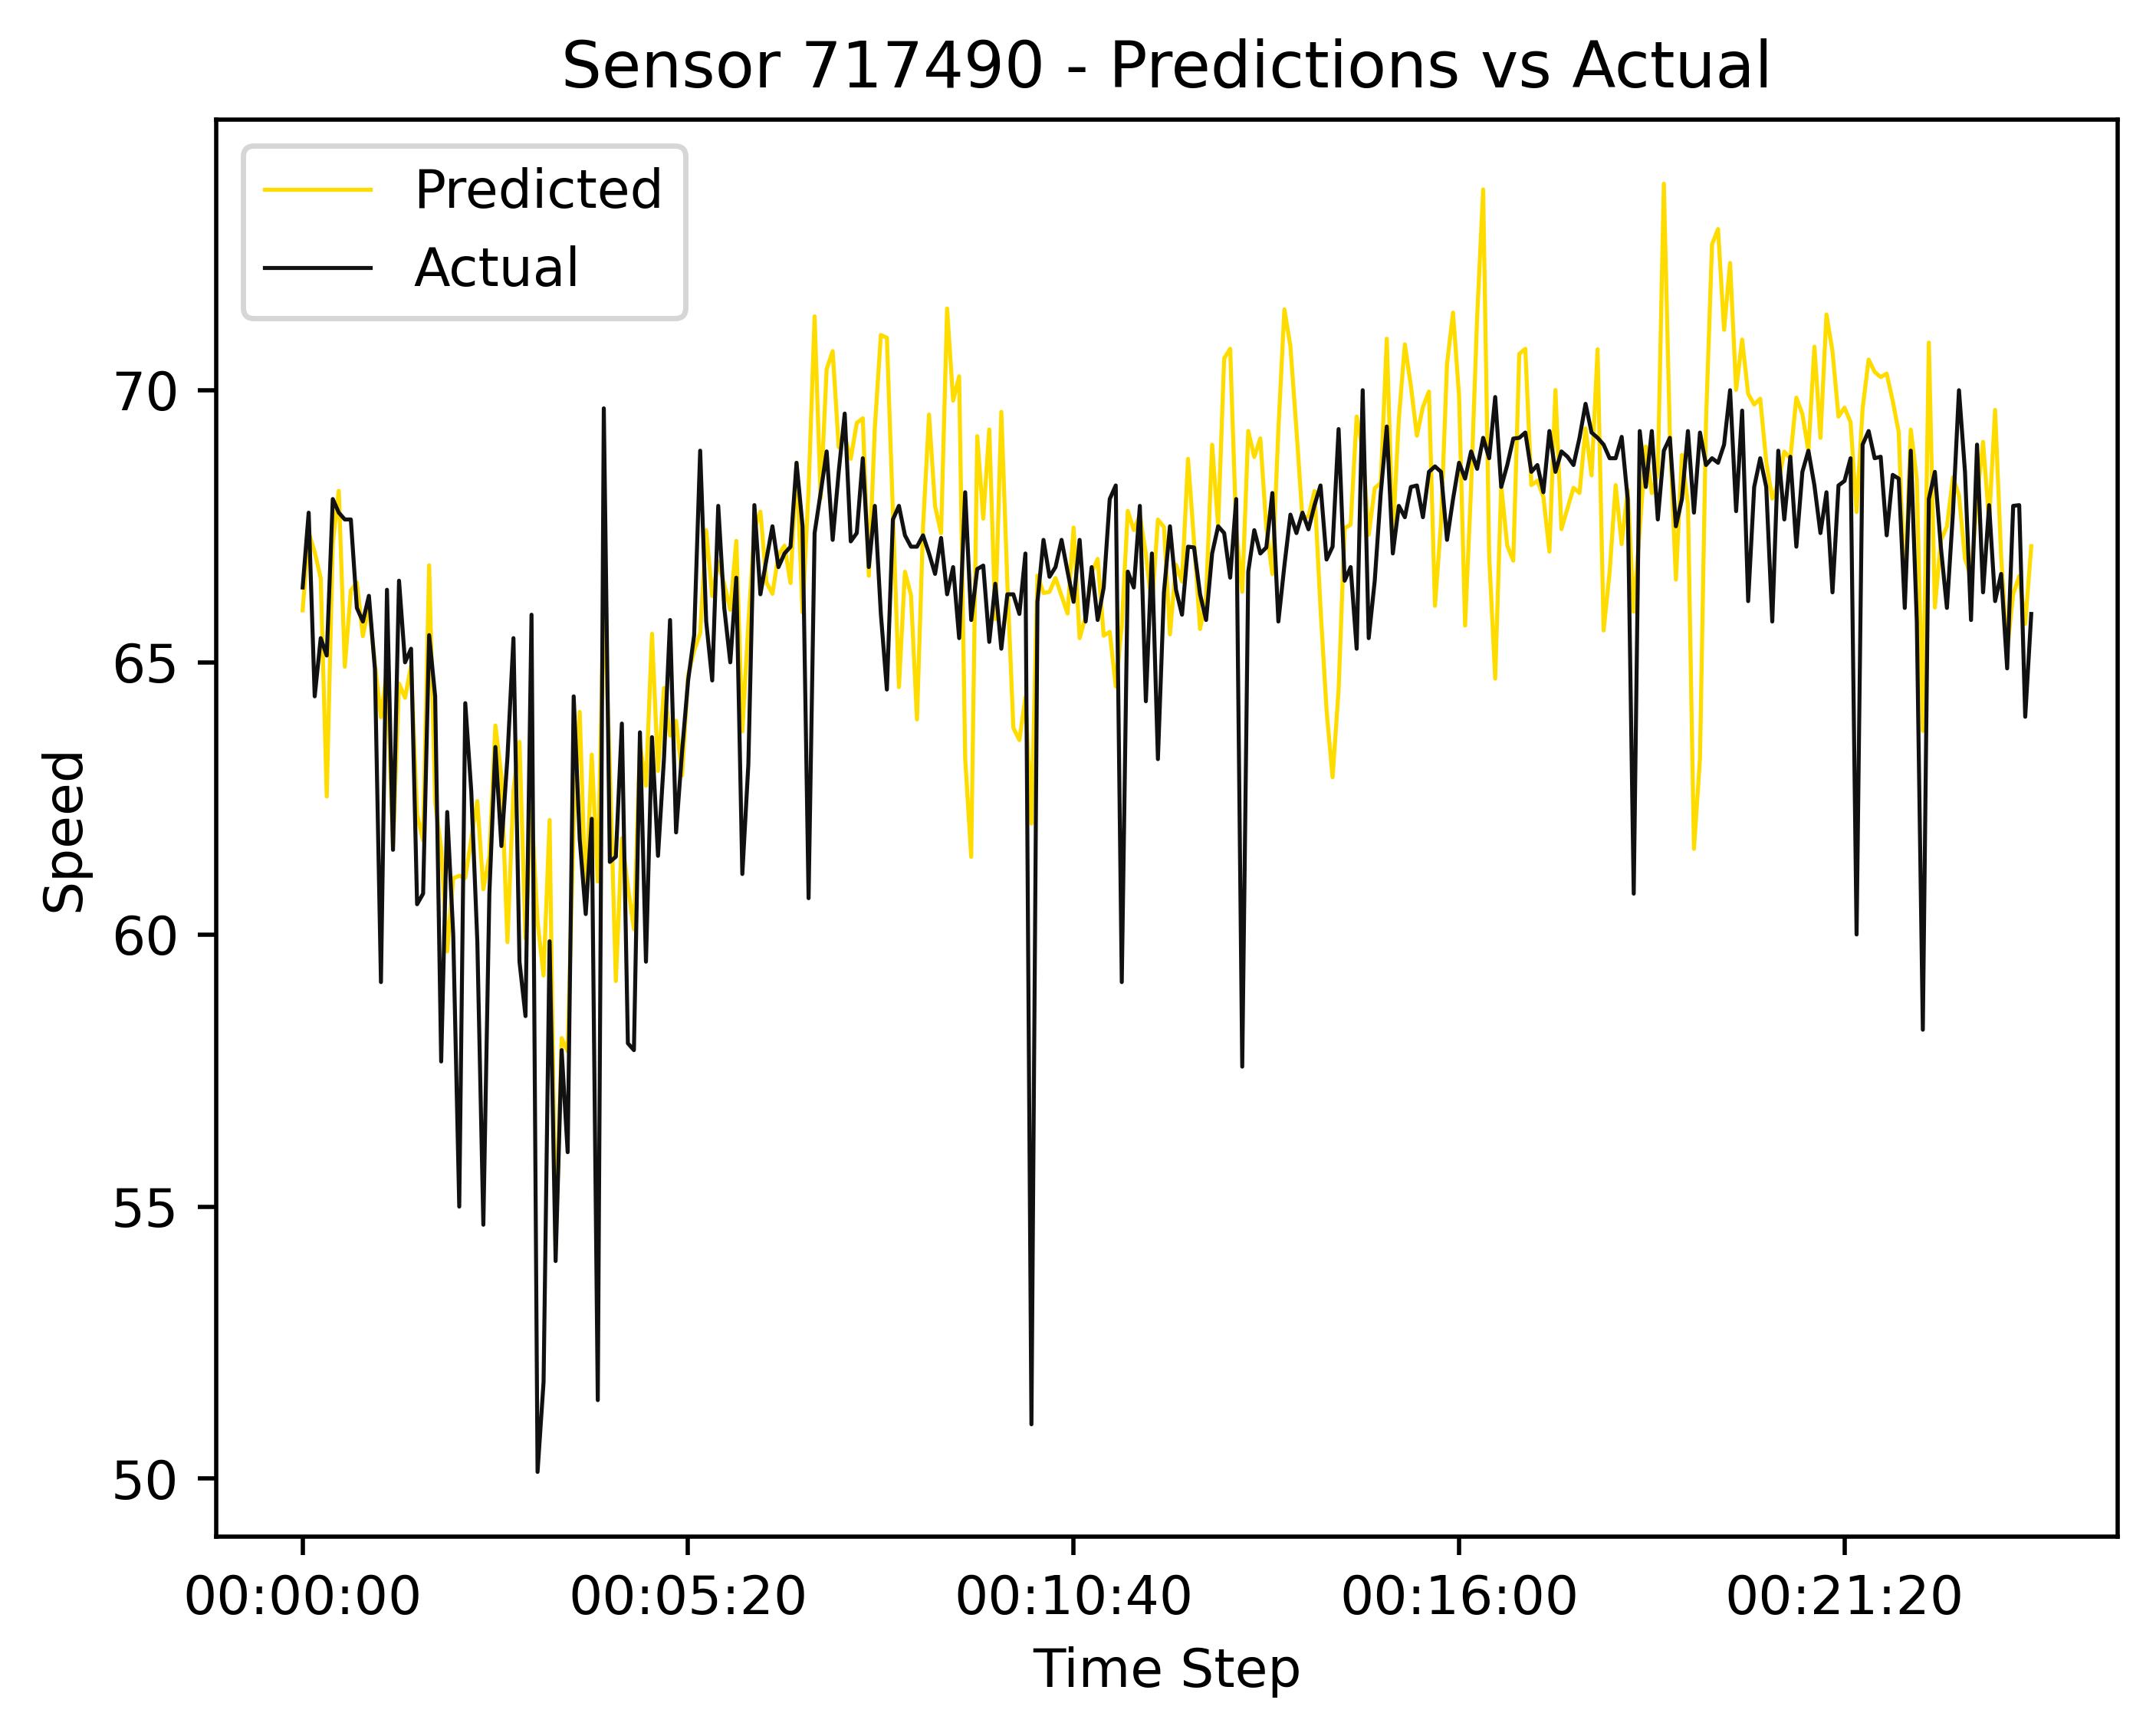 Sensor 717490 - Predictions vs Actual
Predicted
Actual
70
65
60
55
50
Speed
00:00:00 00:05:20 00:10:40 00:16:00 00:21:20
Time Step